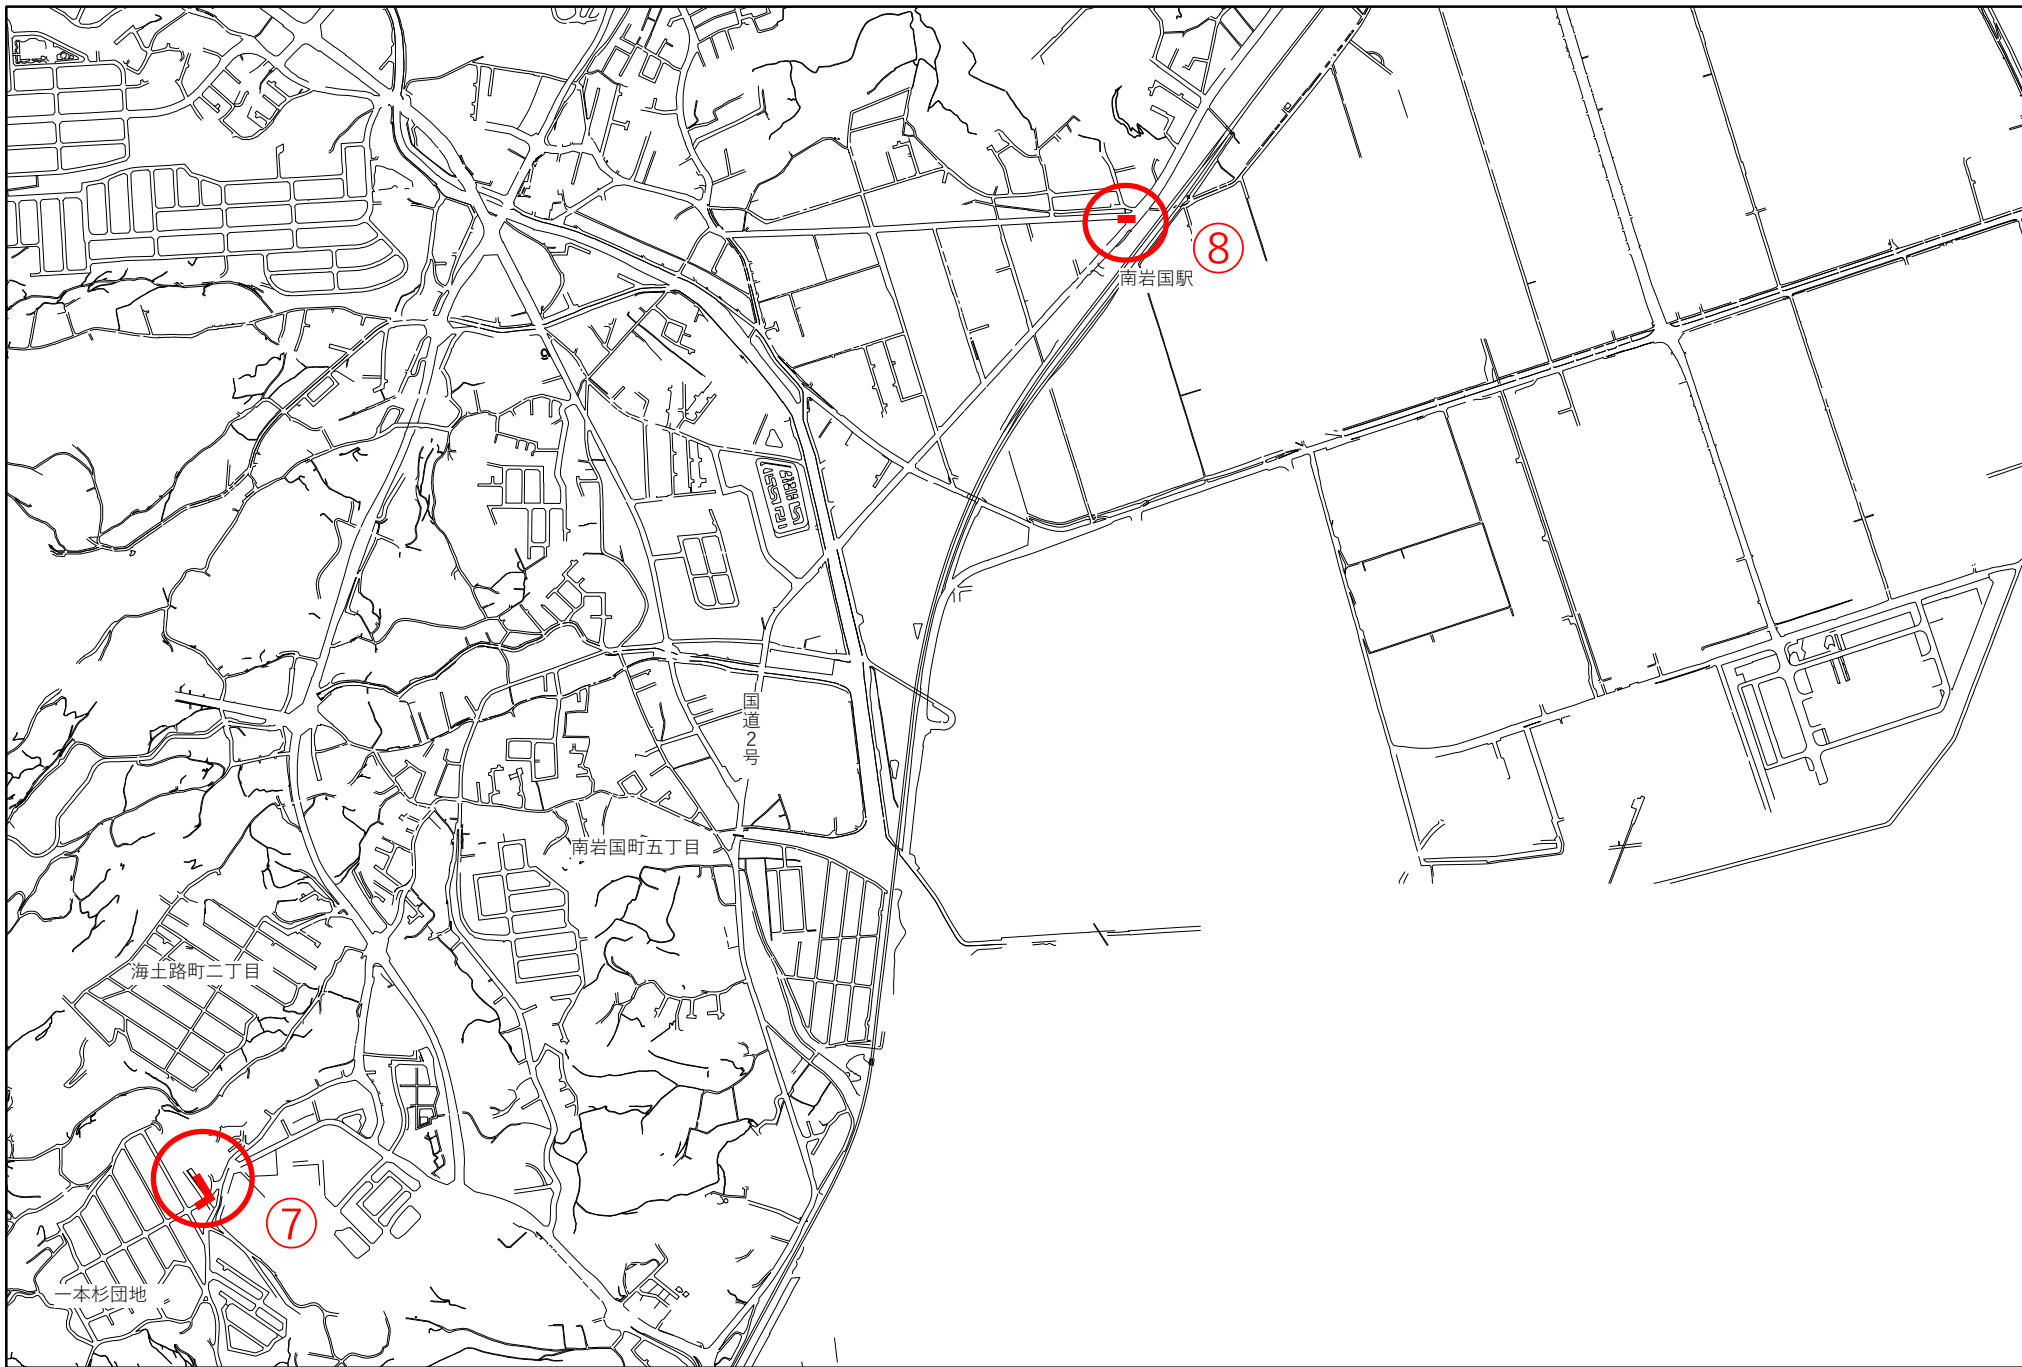 ⑧
南岩国駅
国道2号
南岩国町五丁目
海土路町二丁目
⑦
一本杉団地